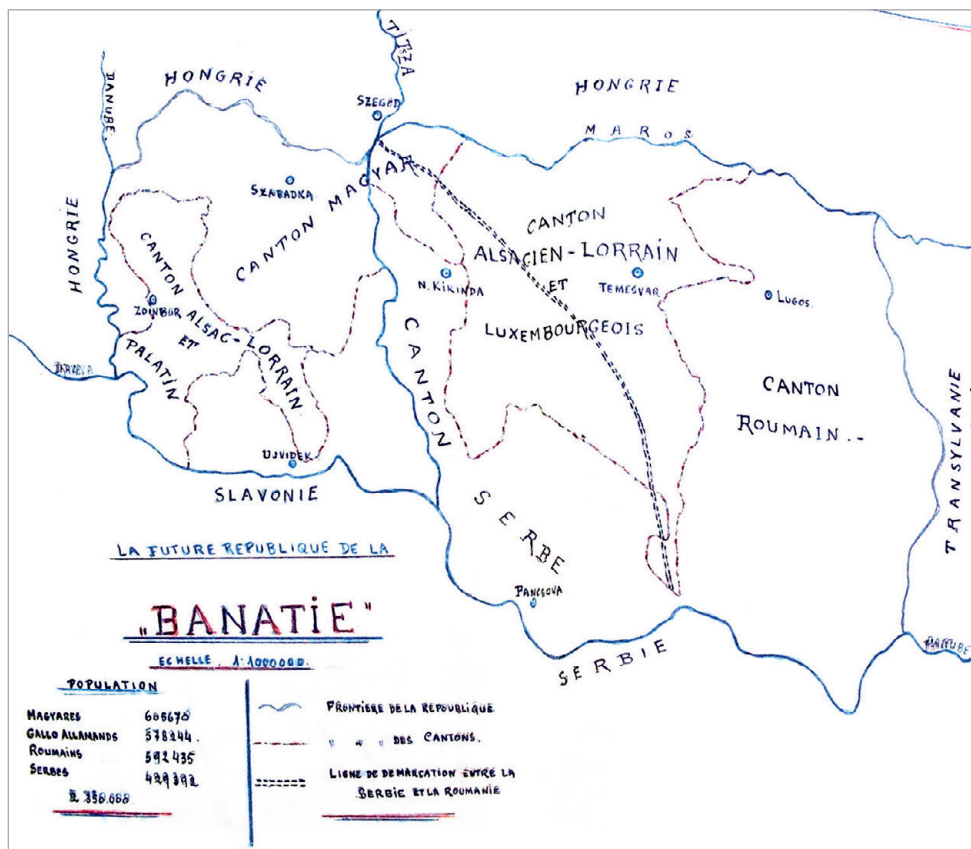 TISZA
HONGRIE
HONGRIE
DANUBE.
SZEGED
MAROS
SZABADKA
CANTON MAGYAR
HONGRIE
CANTON ALSAC-LORRAIN
ET
PALATIN
CANTON
ALSACIEN-LORRAIN
ET
LUXEMBOURGEOIS
N. KIKINDA
TEMESVAR
LUGOS.
ZOMBOR
CANTON
SERBE
CANTON
ROUMAIN.-
TRANSYLVANIE
UJVIDEK
SLAVONIE
PANCSOVA
SERBIE
LA FUTURE REPUBLIQUE DE LA
„BANATIE"
ECHELLE. 1:1000000.
POPULATION
MAGYARES
GALLO ALLAMANDS 578244.
ROUMAINS 592435
SERBES
FRONTIERE DE LA RÉPUBLIQUE
" " " DES CANTONS.
LIGNE DE DEMARCATION ENTRE LA
SERBIE ET LA ROUMANIE